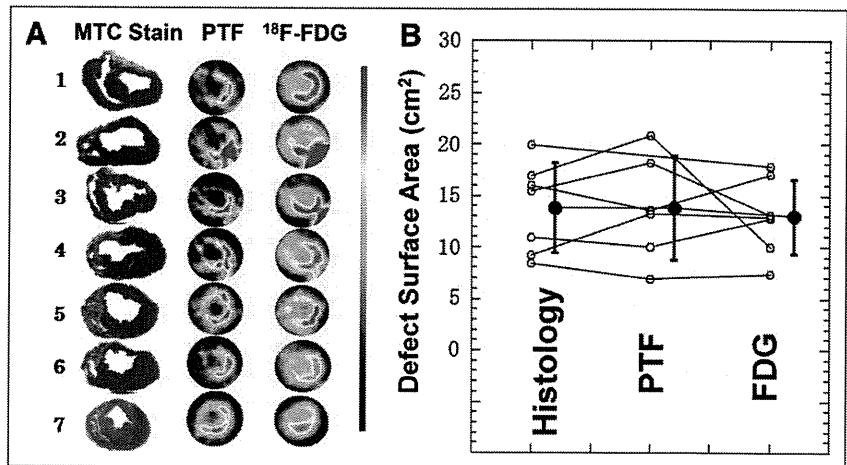 A
MTC Stain PTF ¹⁸F-FDG
1
2
3
4
5
6
7
B
Defect Surface Area (cm²)
30
25
20
15
10
5
0
Histology
PTF
FDG